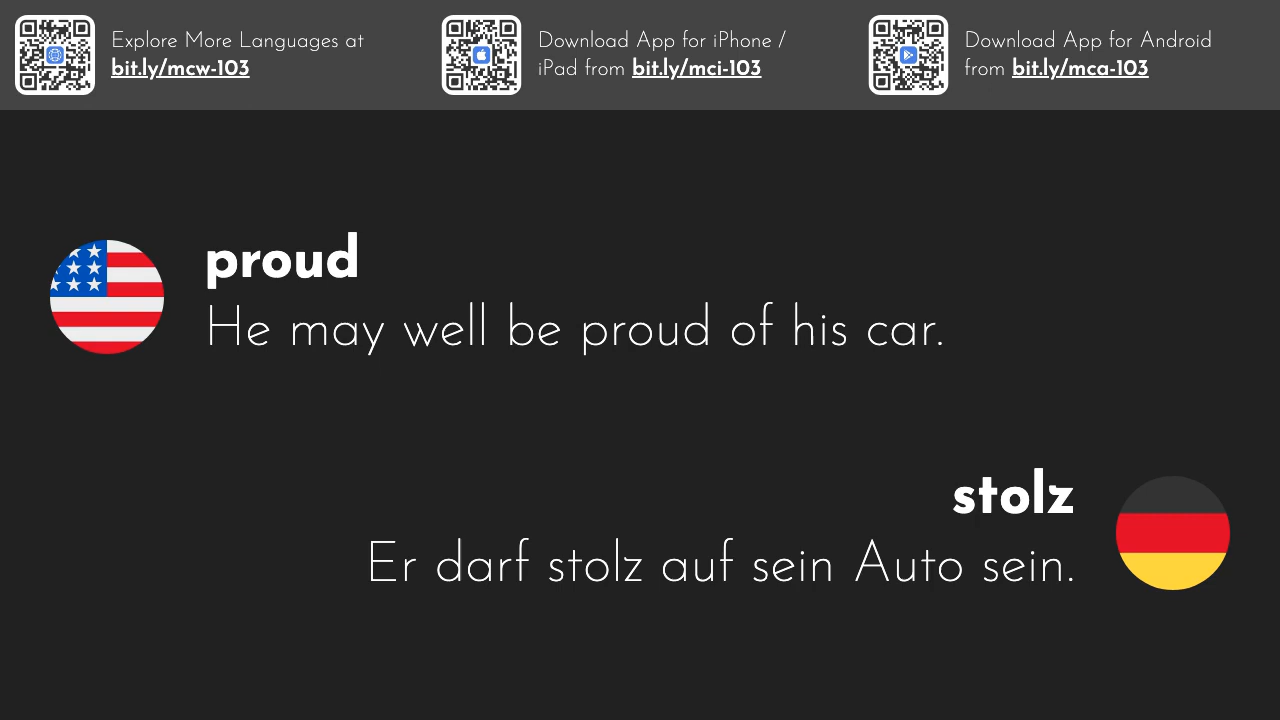 Explore More Languages at
bit.ly/mcw-103
Download App for iPhone /
iPad from bit.ly/mci-103
Download App for Android
from bit.ly/mca-103
proud
He may well be proud of his car.
stolz
Er darf stolz auf sein Auto sein.